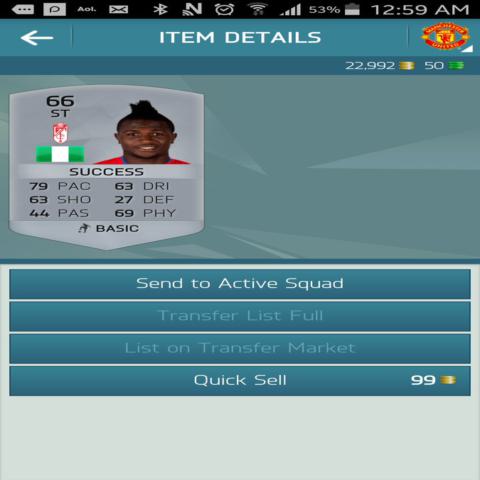 Aol. 53% 12:59 AM
ITEM DETAILS
MANCHESTER UNITED
22,992 50
66
ST
SUCCESS
79 PAC 63 DRI
63 SHO 27 DEF
44 PAS 69 PHY
BASIC
Send to Active Squad
Transfer List Full
List on Transfer Market
Quick Sell 99